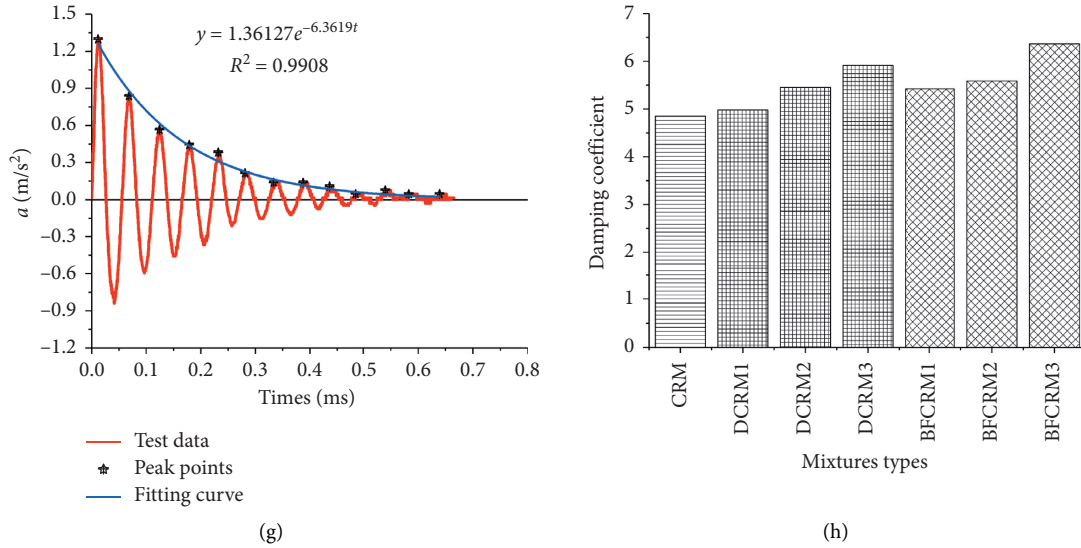 y = 1.36127e^{–6.3619t}
R^2 = 0.9908
1.5
1.2
0.9
0.6
0.3
0.0
–0.3
–0.6
–0.9
–1.2
a (m/s^2)
0.0 0.1 0.2 0.3 0.4 0.5 0.6 0.7 0.8
Times (ms)
Test data
Peak points
Fitting curve
(g)
7
6
5
4
3
2
1
0
Damping coefficient
CRM
DCRM1
DCRM2
DCRM3
BFCRM1
BFCRM2
BFCRM3
Mixtures types
(h)